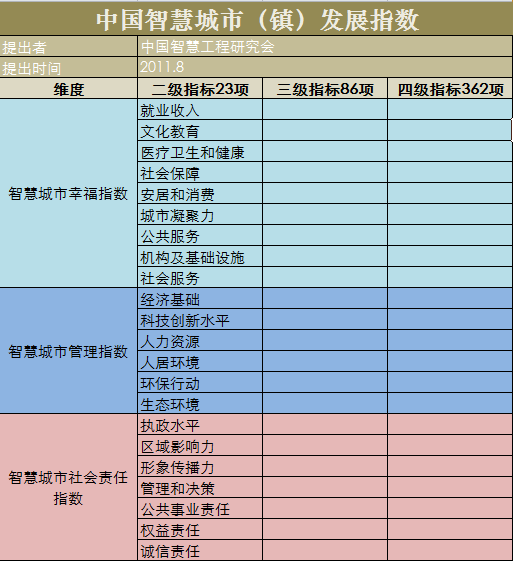 中国智慧城市（镇）发展指数
提出者 中国智慧工程研究会
提出时间 2011.8
维度 二级指标23项 三级指标86项 四级指标362项
智慧城市幸福指数
就业收入
文化教育
医疗卫生和健康
社会保障
安居和消费
城市凝聚力
公共服务
机构及基础设施
社会服务
智慧城市管理指数
经济基础
科技创新水平
人力资源
人居环境
环保行动
生态环境
智慧城市社会责任
指数
执政水平
区域影响力
形象传播力
管理和决策
公共事业责任
权益责任
诚信责任